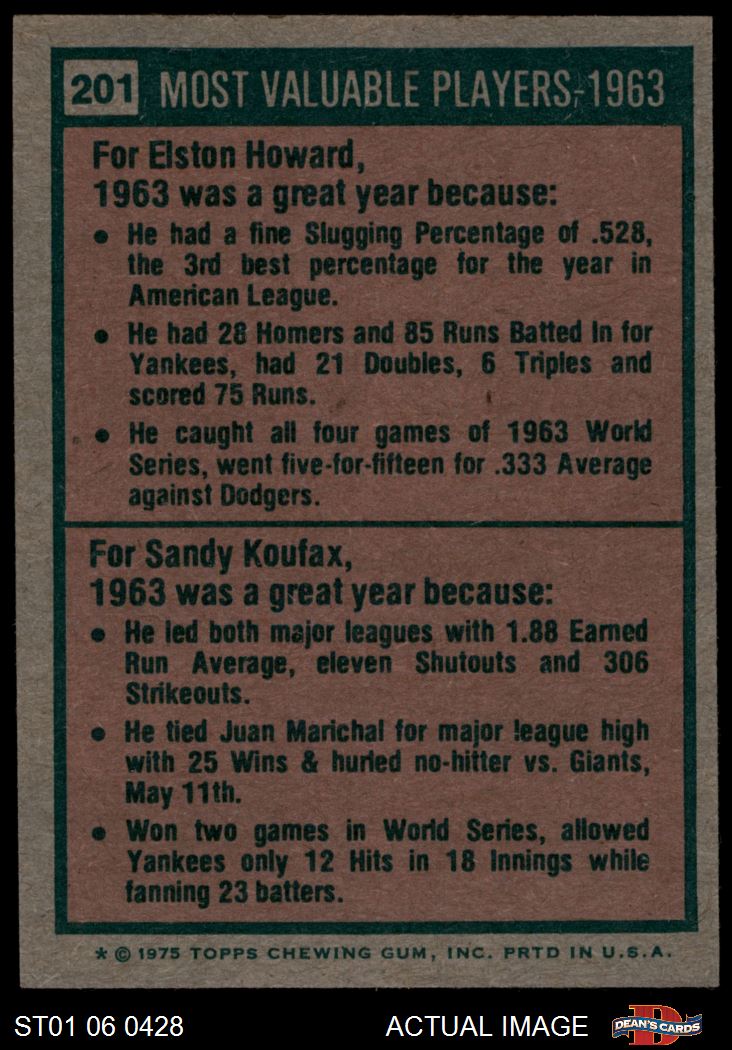 201 MOST VALUABLE PLAYERS-1963
For Elston Howard,
1963 was a great year because:
• He had a fine Slugging Percentage of .528,
the 3rd best percentage for the year in
American League.
• He had 28 Homers and 85 Runs Batted In for
Yankees, had 21 Doubles, 6 Triples and
scored 75 Runs.
• He caught all four games of 1963 World
Series, went five-for-fifteen for .333 Average
against Dodgers.
For Sandy Koufax,
1963 was a great year because:
• He led both major leagues with 1.88 Earned
Run Average, eleven Shutouts and 306
Strikeouts.
• He tied Juan Marichal for major league high
with 25 Wins & hurled no-hitter vs. Giants,
May 11th.
• Won two games in World Series, allowed
Yankees only 12 Hits in 18 Innings while
fanning 23 batters.
* © 1975 TOPPS CHEWING GUM, INC. PRTD IN U.S.A.
ST01 06 0428 ACTUAL IMAGE D DEAN'S CARDS